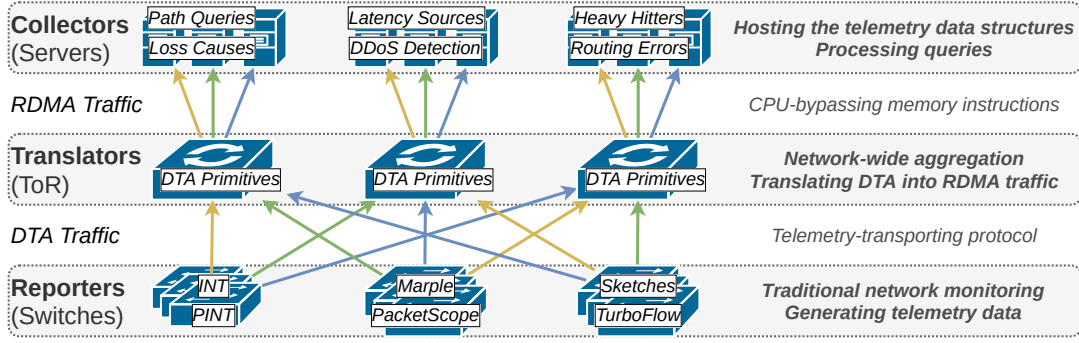 Collectors
(Servers)
Path Queries
Loss Causes
Latency Sources
DDoS Detection
Heavy Hitters
Routing Errors
Hosting the telemetry data structures
Processing queries
RDMA Traffic
CPU-bypassing memory instructions
Translators
(ToR)
DTA Primitives
DTA Primitives
DTA Primitives
Network-wide aggregation
Translating DTA into RDMA traffic
DTA Traffic
Telemetry-transporting protocol
Reporters
(Switches)
INT
PINT
Marple
PacketScope
Sketches
TurboFlow
Traditional network monitoring
Generating telemetry data